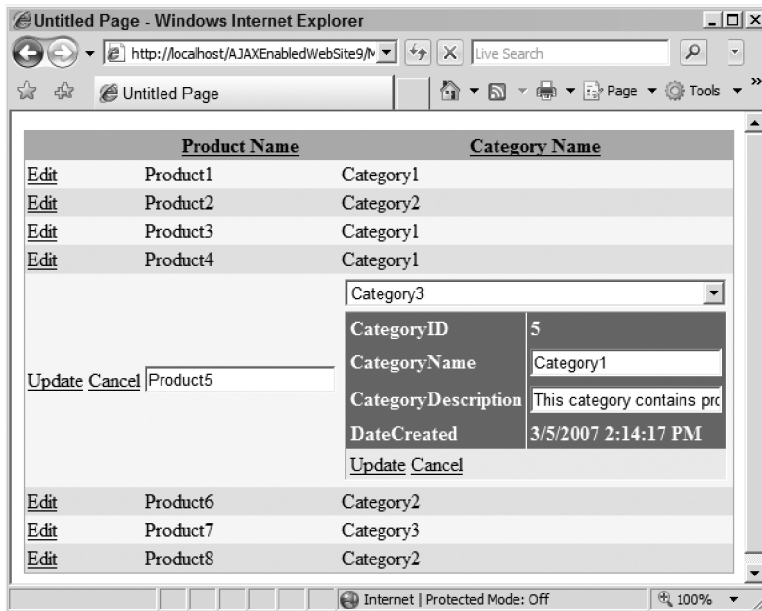 Untitled Page - Windows Internet Explorer
http://localhost/AJAXEnabledWebSite9/M
Live Search
Untitled Page
Page
Tools
»
Product Name Category Name
Edit Product1 Category1
Edit Product2 Category2
Edit Product3 Category1
Edit Product4 Category1
Category3
CategoryID 5
CategoryName Category1
Update Cancel Product5
CategoryDescription This category contains pro
DateCreated 3/5/2007 2:14:17 PM
Update Cancel
Edit Product6 Category2
Edit Product7 Category3
Edit Product8 Category2
Internet | Protected Mode: Off 100%